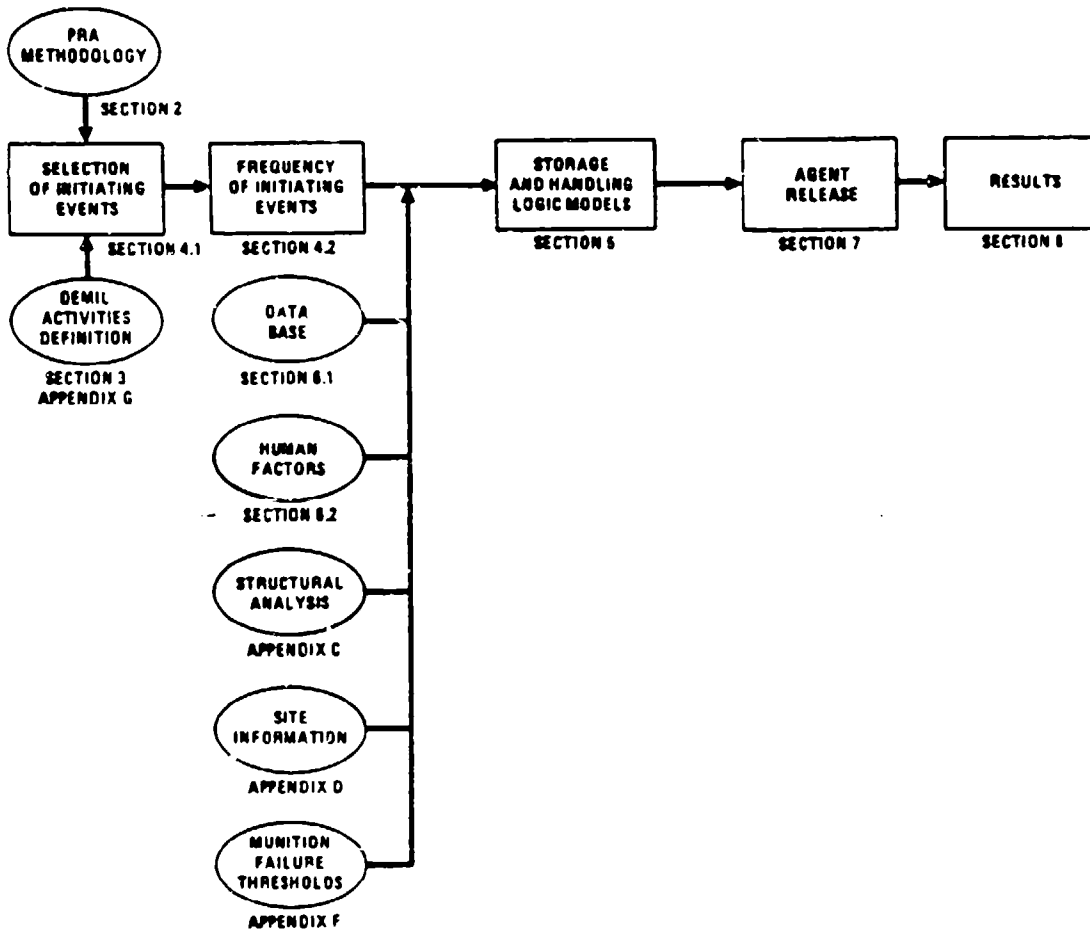 PRA
METHODOLOGY
SECTION 2
SELECTION
OF INITIATING
EVENTS
SECTION 4.1
DEMIL
ACTIVITIES
DEFINITION
SECTION 3
APPENDIX G
FREQUENCY
OF INITIATING
EVENTS
SECTION 4.2
DATA
BASE
SECTION 6.1
HUMAN
FACTORS
SECTION 6.2
STRUCTURAL
ANALYSIS
APPENDIX C
SITE
INFORMATION
APPENDIX D
MUNITION
FAILURE
THRESHOLDS
APPENDIX F
STORAGE
AND HANDLING
LOGIC MODELS
SECTION 5
AGENT
RELEASE
SECTION 7
RESULTS
SECTION 8